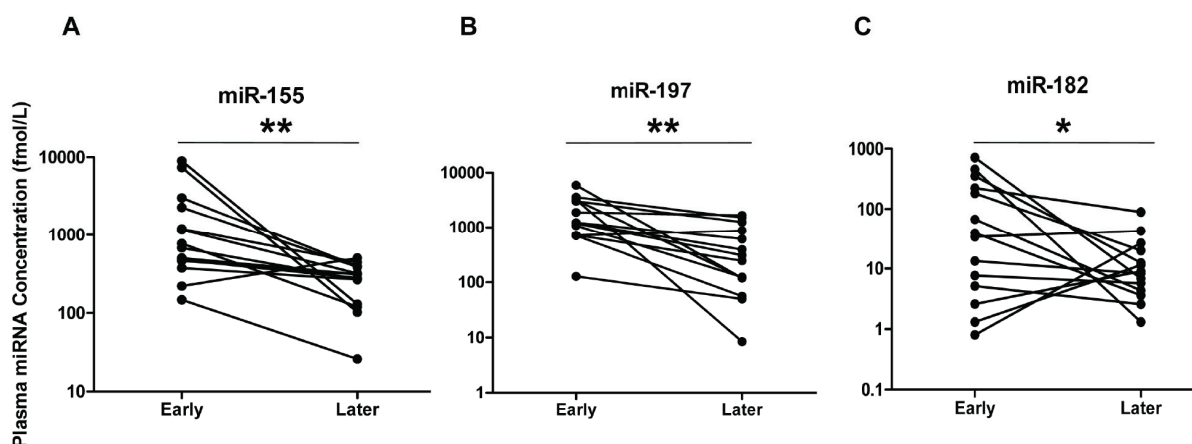 A
B
C
miR-155
miR-197
miR-182
**
**
*
Plasma miRNA Concentration (fmol/L)
10000
1000
100
10
Early
Later
10000
1000
100
10
1
Early
Later
1000
100
10
1
0.1
Early
Later